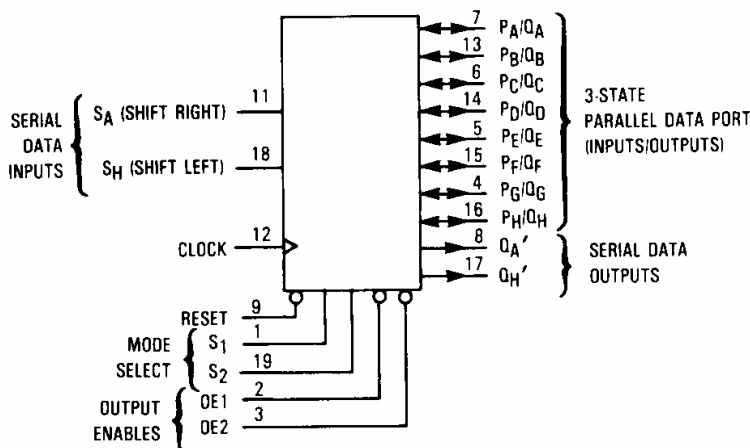 7 PA/QA
13 PB/QB
6 PC/QC
14 PD/QD
5 PE/QE
15 PF/QF
4 PG/QG
16 PH/QH
8 QA′
17 QH′
3-STATE
PARALLEL DATA PORT
(INPUTS/OUTPUTS)
SERIAL DATA
OUTPUTS
SERIAL
DATA
INPUTS
SA (SHIFT RIGHT) 11
SH (SHIFT LEFT) 18
CLOCK 12
RESET 9
MODE
SELECT
S1 1
S2 19
OUTPUT
ENABLES
OE1 2
OE2 3